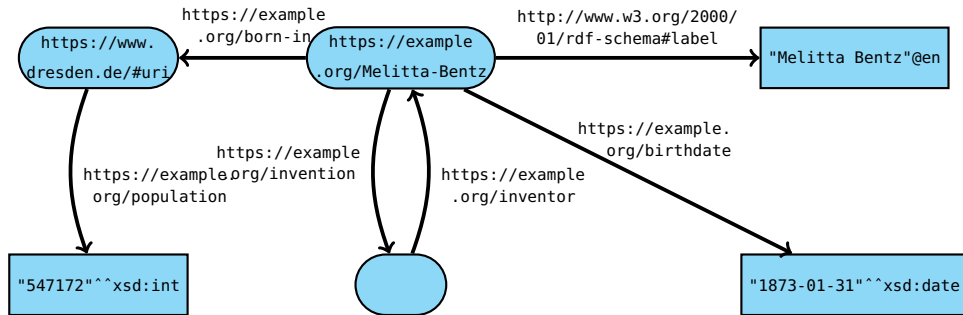 https://example
.org/born-in
http://www.w3.org/2000/
01/rdf-schema#label
https://www.
dresden.de/#uri
https://example
.org/Melitta-Bentz
"Melitta Bentz"@en
https://example.
org/birthdate
https://example
.org/invention
https://example.
org/population
https://example
.org/inventor
"547172"^^xsd:int
"1873-01-31"^^xsd:date